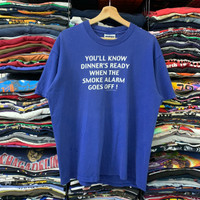 YOU'LL KNOW
DINNER'S READY
WHEN THE
SMOKE ALARM
GOES OFF!